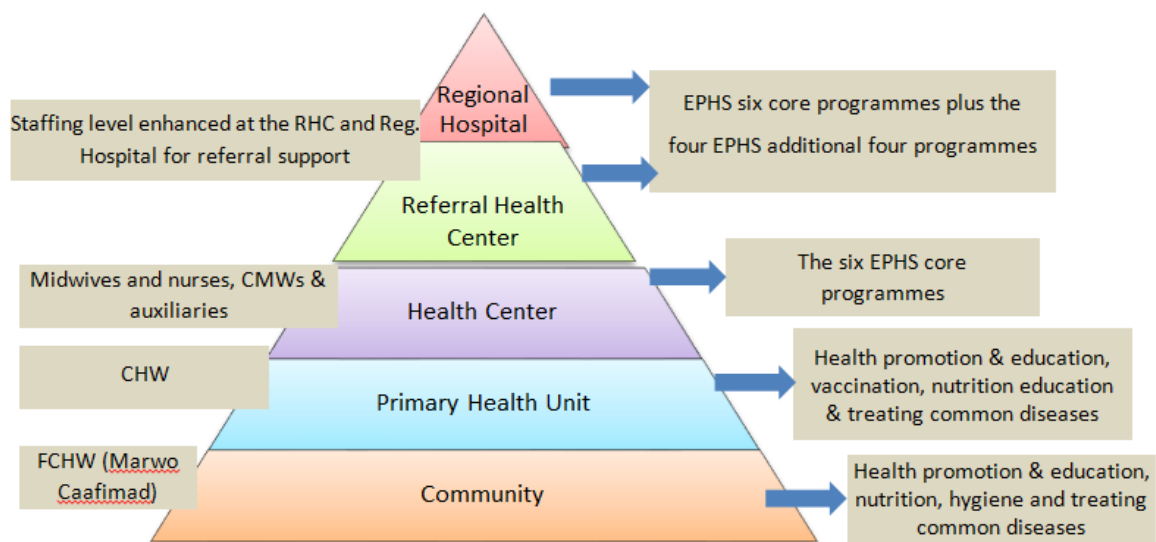 Regional
Hospital
EPHS six core programmes plus the
four EPHS additional four programmes
Staffing level enhanced at the RHC and Reg.
Hospital for referral support
Referral Health
Center
Midwives and nurses, CMWs &
auxiliaries
Health Center
The six EPHS core
programmes
CHW
Primary Health Unit
Health promotion & education,
vaccination, nutrition education
& treating common diseases
FCHW (Marwo
Caafimad)
Community
Health promotion & education,
nutrition, hygiene and treating
common diseases